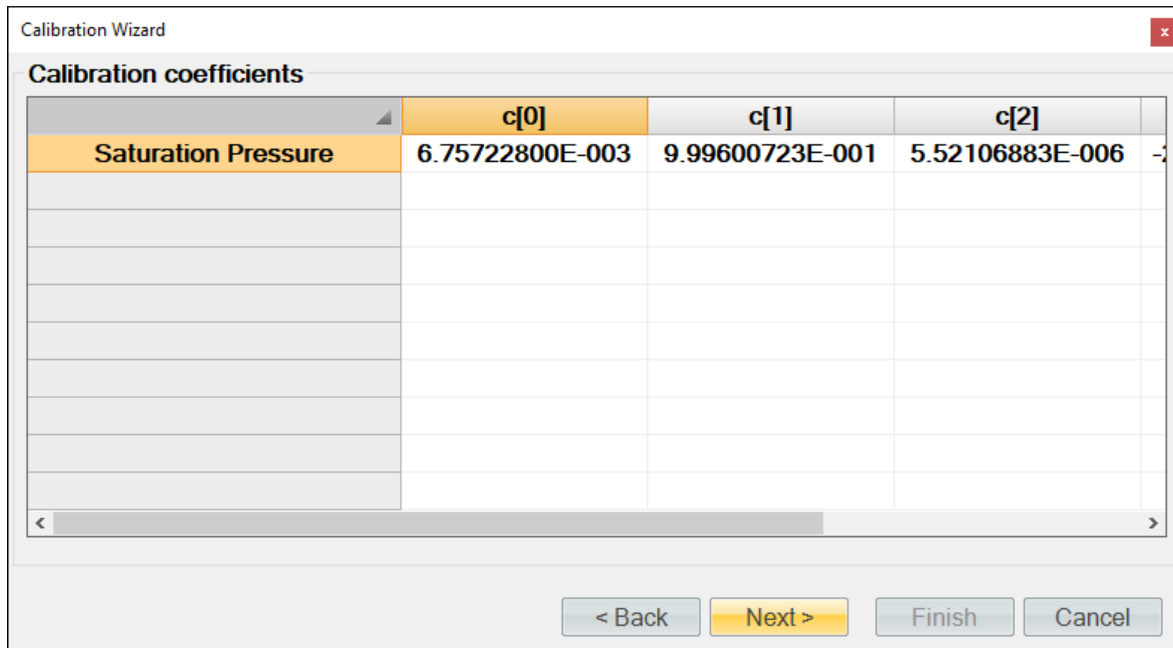 Calibration Wizard
x
Calibration coefficients
c[0] c[1] c[2]
Saturation Pressure 6.75722800E-003 9.99600723E-001 5.52106883E-006
< >
< Back Next > Finish Cancel